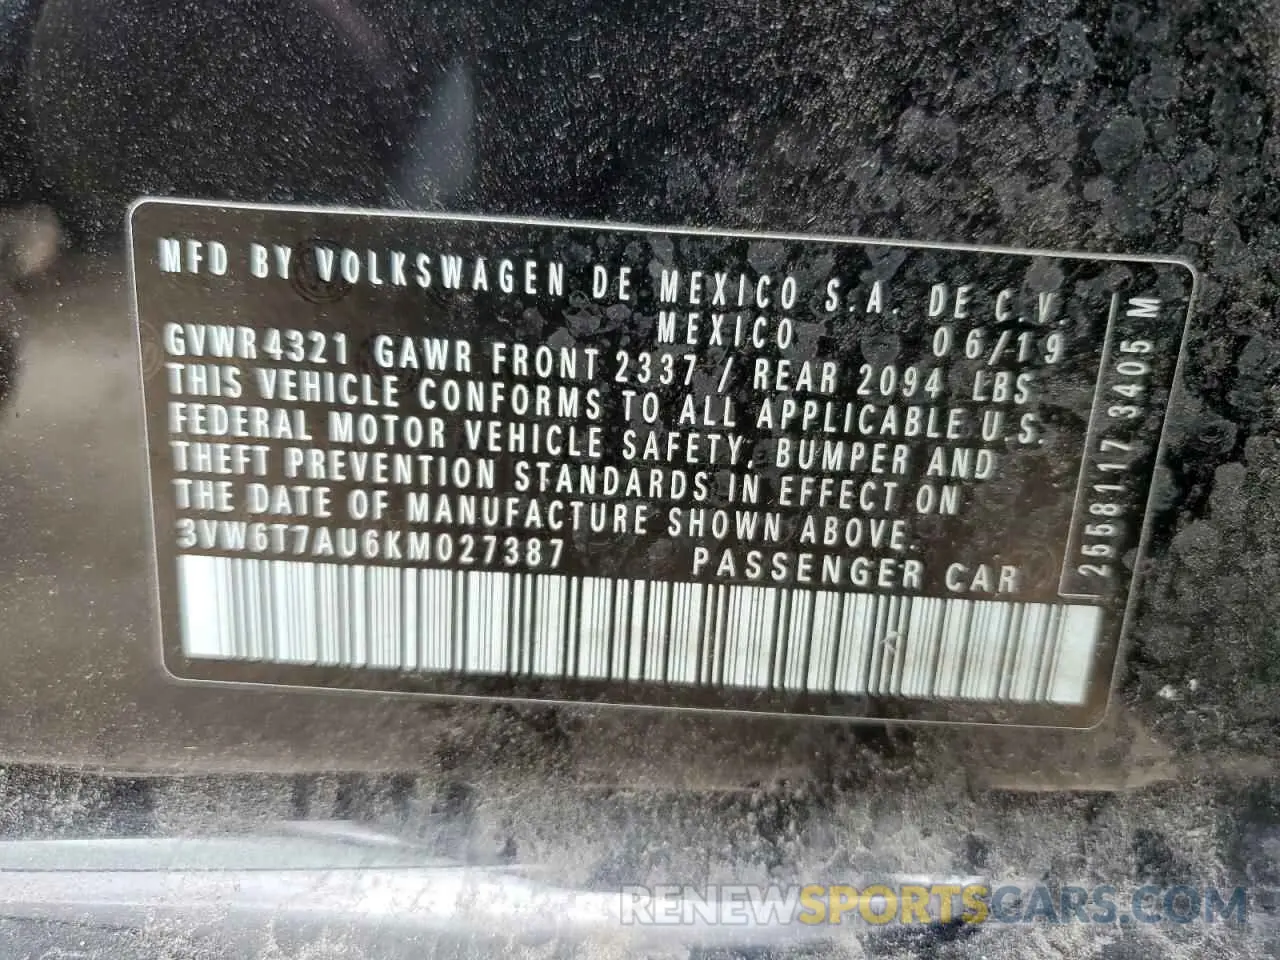 MFD BY VOLKSWAGEN DE MEXICO S.A. DE C.V.
MEXICO 06/19
GVWR 4321 GAWR FRONT 2337 / REAR 2094 LBS
THIS VEHICLE CONFORMS TO ALL APPLICABLE U.S.
FEDERAL MOTOR VEHICLE SAFETY, BUMPER AND
THEFT PREVENTION STANDARDS IN EFFECT ON
THE DATE OF MANUFACTURE SHOWN ABOVE.
3VW6T7AU6KM027387 PASSENGER CAR
2558117 3405 M
RENEWSPORTSCARS.COM